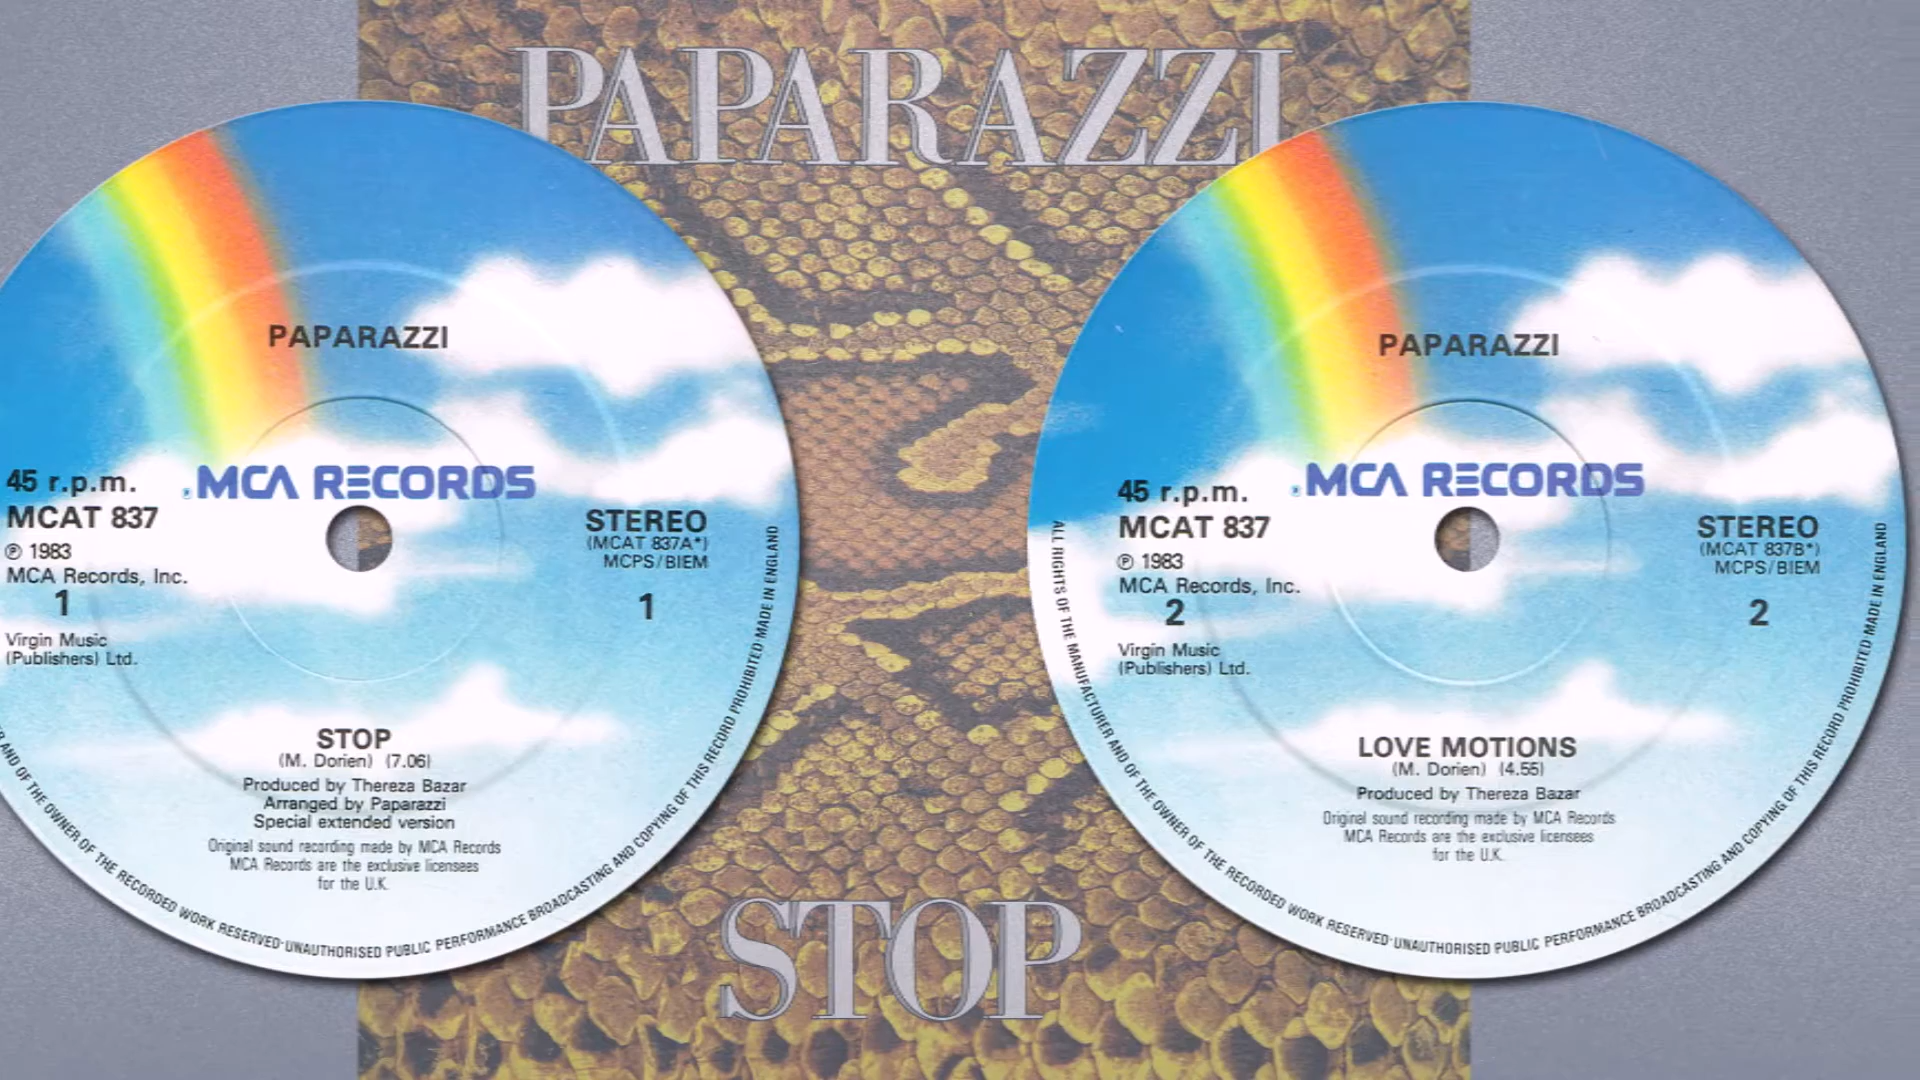 PAPARAZZI
PAPARAZZI
MCA RECORDS
45 r.p.m.
MCAT 837
℗ 1983
MCA Records, Inc.
1
Virgin Music
(Publishers) Ltd.
STEREO
(MCAT 837A*)
MCPS/BIEM
1
STOP
(M. Dorien) (7.06)
Produced by Thereza Bazar
Arranged by Paparazzi
Special extended version
Original sound recording made by MCA Records
MCA Records are the exclusive licensees
for the U.K.
AND OF THE OWNER OF THE RECORDED WORK RESERVED·UNAUTHORISED PUBLIC PERFORMANCE BROADCASTING AND COPYING OF THIS RECORD PROHIBITED·MADE IN ENGLAND
PAPARAZZI
MCA RECORDS
45 r.p.m.
MCAT 837
℗ 1983
MCA Records, Inc.
2
Virgin Music
(Publishers) Ltd.
STEREO
(MCAT 837B*)
MCPS/BIEM
2
LOVE MOTIONS
(M. Dorien) (4.55)
Produced by Thereza Bazar
Original sound recording made by MCA Records
MCA Records are the exclusive licensees
for the U.K.
ALL RIGHTS OF THE MANUFACTURER AND OF THE OWNER OF THE RECORDED WORK RESERVED·UNAUTHORISED PUBLIC PERFORMANCE BROADCASTING AND COPYING OF THIS RECORD PROHIBITED·MADE IN ENGLAND
STOP